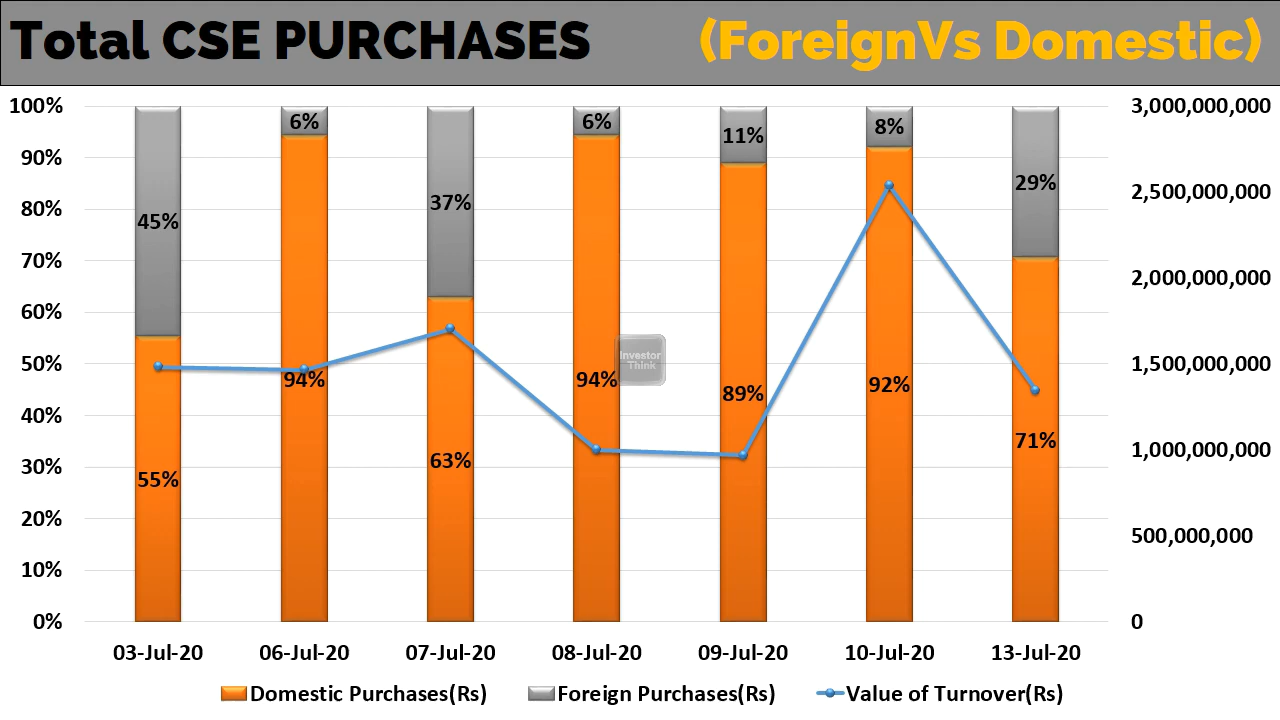 Total CSE PURCHASES (ForeignVs Domestic)
100% 3,000,000,000
6% 6% 8%
11%
90% 2,500,000,000
29%
80% 37%
45%
70% 2,000,000,000
60%
50% 1,500,000,000
Investor
Think
94% 94% 92%
89%
40% 71%
63%
30% 1,000,000,000
55%
20% 500,000,000
10%
0% 0
03-Jul-20 06-Jul-20 07-Jul-20 08-Jul-20 09-Jul-20 10-Jul-20 13-Jul-20
Domestic Purchases(Rs) Foreign Purchases(Rs) Value of Turnover(Rs)